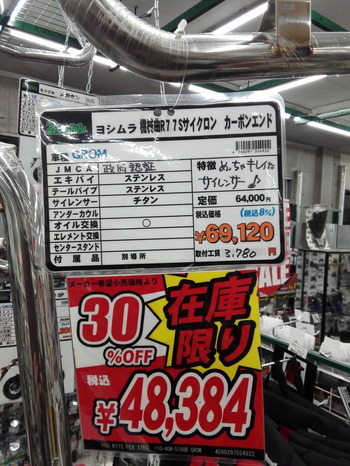 ヨシムラ 機械曲R77Sサイクロン カーボンエンド
車種 GROM
JMCA 政府認証
エキパイ ステンレス
テールパイプ ステンレス
サイレンサー チタン
アンダーカウル
オイル交換 ○
エレメント交換
センタースタンド
付属品 別場所
特徴 めっちゃキレイな
サイレンサー♪
定価 64,000円
税込価格 (税込8%)
¥69,120
取付工賃 3,780 円
メーカー希望小売価格より
30%OFF
在庫限り
税込
¥48,384
4560297554922